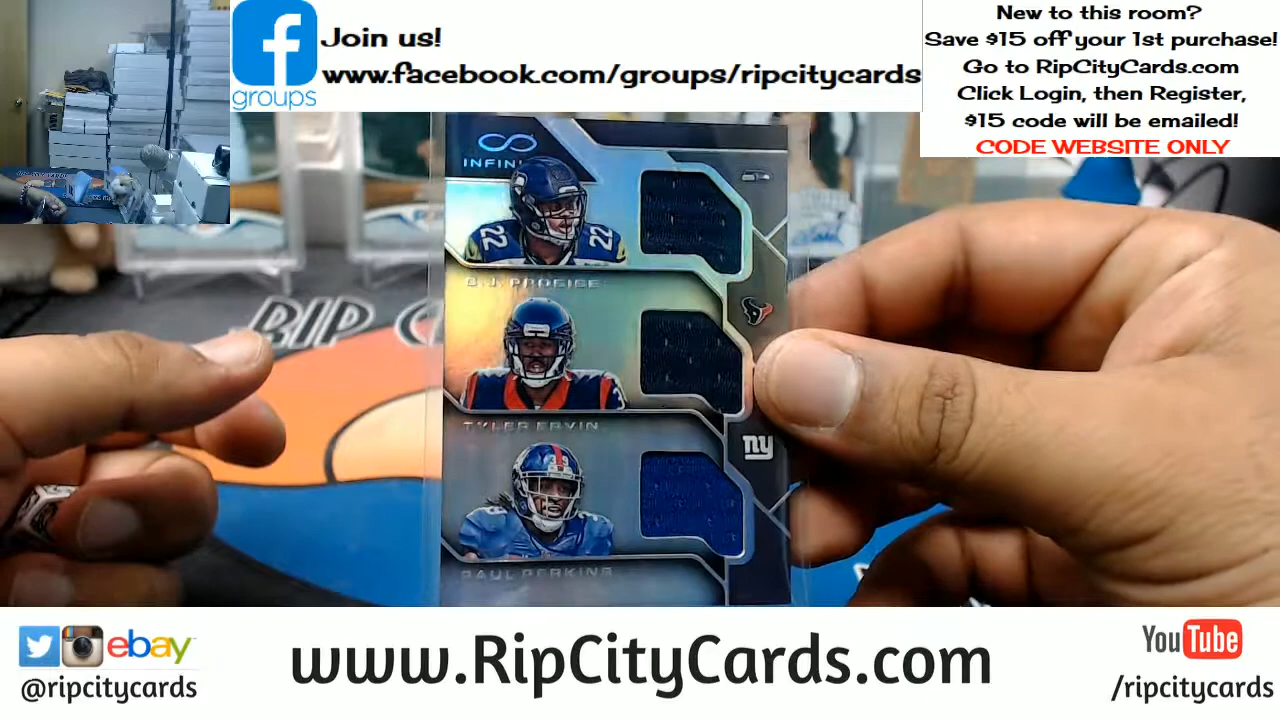 Join us!
www.facebook.com/groups/ripcitycards
groups
New to this room?
Save $15 off your 1st purchase!
Go to RipCityCards.com
Click Login, then Register,
$15 code will be emailed!
CODE WEBSITE ONLY
22
22
C.J. PROSISE
RIP C
TYLER ERVIN
ny
PAUL PERKINS
ebay
@ripcitycards
www.RipCityCards.com
YouTube
/ripcitycards